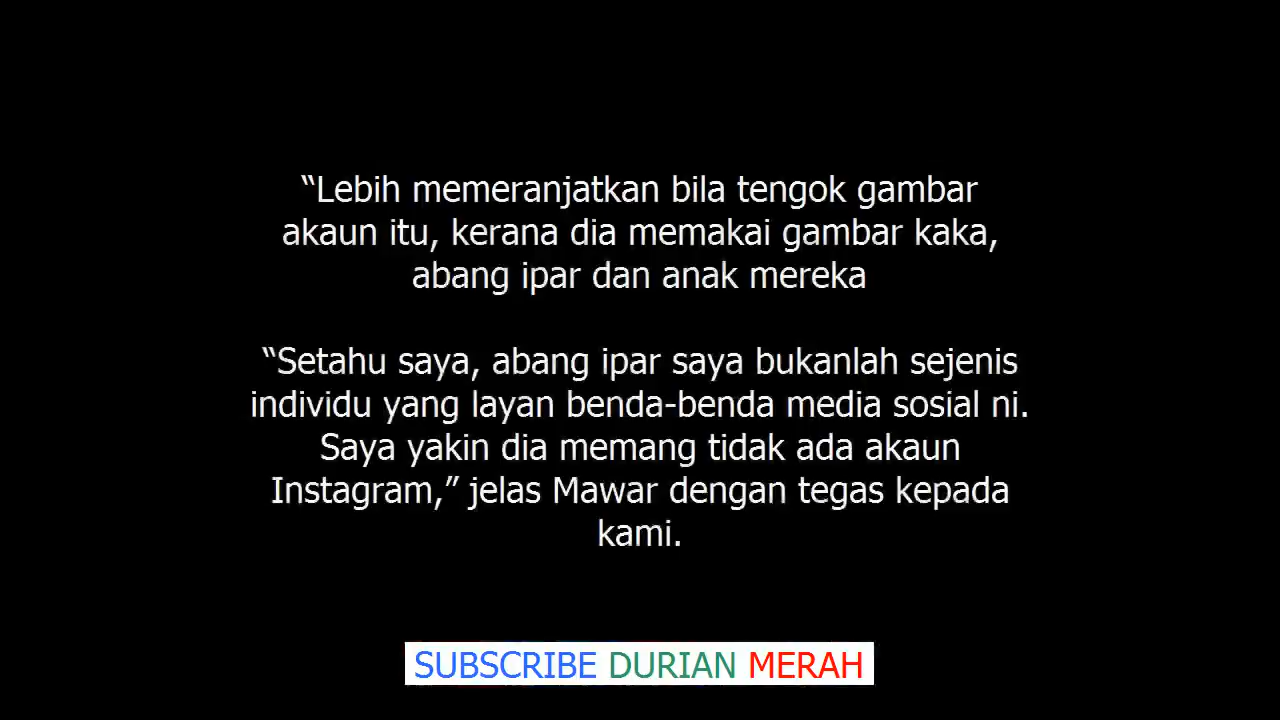 “Lebih memeranjatkan bila tengok gambar
akaun itu, kerana dia memakai gambar kaka,
abang ipar dan anak mereka
“Setahu saya, abang ipar saya bukanlah sejenis
individu yang layan benda-benda media sosial ni.
Saya yakin dia memang tidak ada akaun
Instagram,” jelas Mawar dengan tegas kepada
kami.
SUBSCRIBE DURIAN MERAH